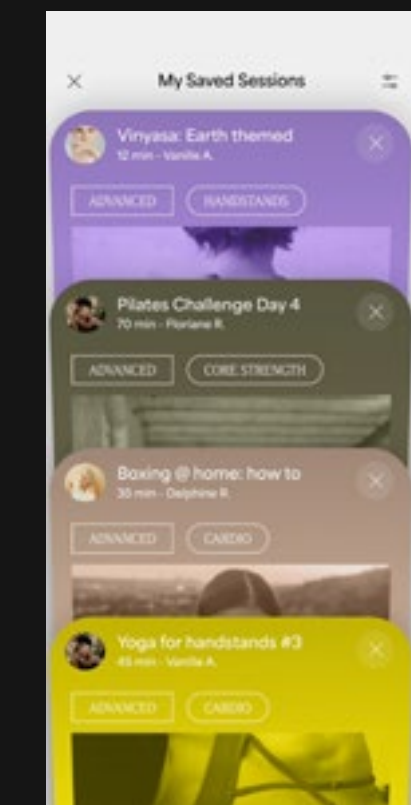 My Saved Sessions
Vinyasa: Earth themed
12 min - Vanille A.
ADVANCED HANDSTANDS
Pilates Challenge Day 4
70 min - Floriane R.
ADVANCED CORE STRENGTH
Boxing @ home: how to
30 min - Delphine R.
ADVANCED CARDIO
Yoga for handstands #3
45 min - Vanille A.
ADVANCED CARDIO